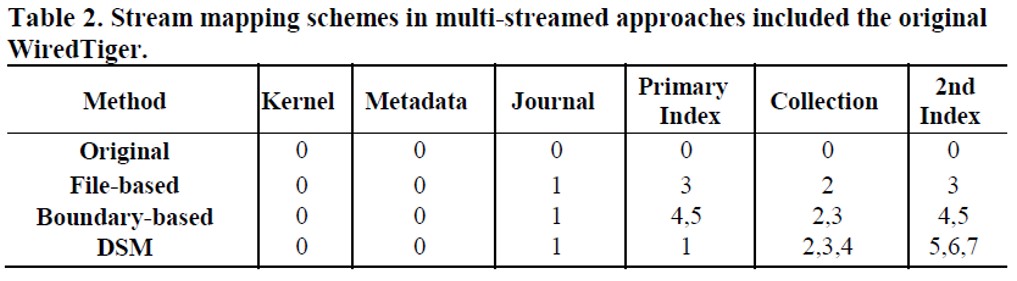 Table 2. Stream mapping schemes in multi-streamed approaches included the original
WiredTiger.
Method Kernel Metadata Journal Primary Index Collection 2nd Index
Original 0 0 0 0 0 0
File-based 0 0 1 3 2 3
Boundary-based 0 0 1 4,5 2,3 4,5
DSM 0 0 1 1 2,3,4 5,6,7